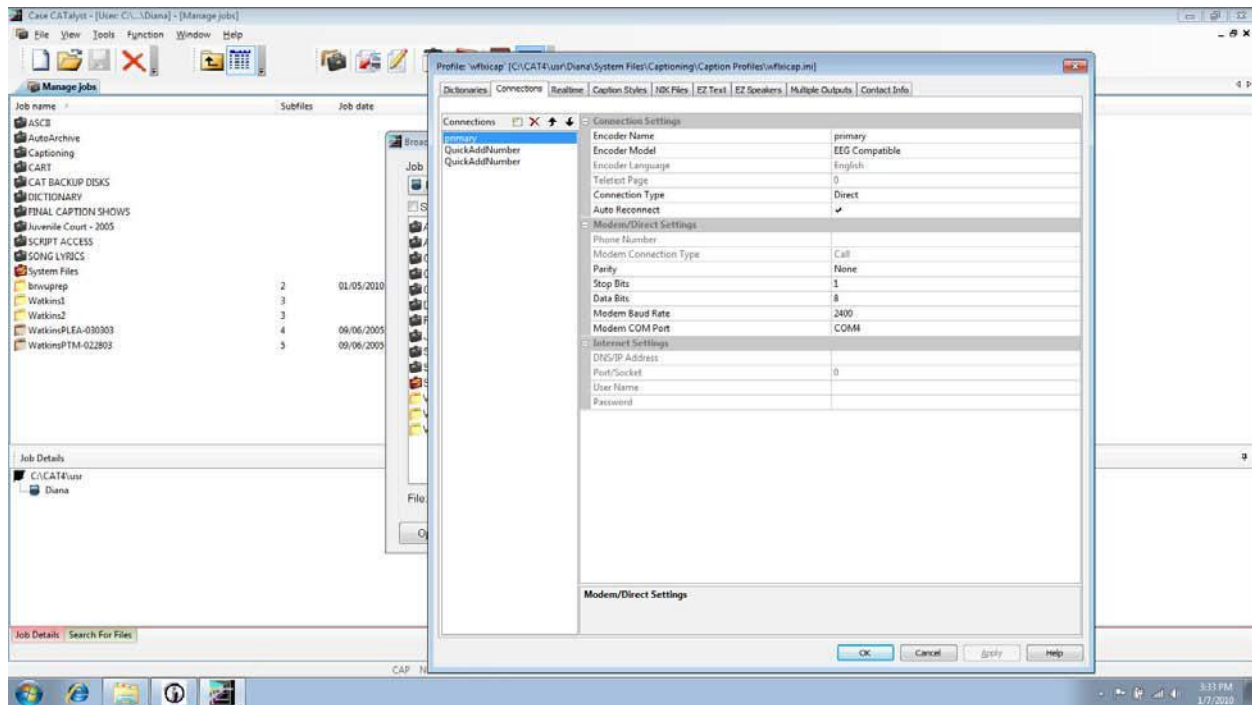 Case CATalyst - [User: C:\...\Diana] - [Manage jobs]
File View Tools Function Window Help
Manage jobs
Job name Subfiles Job date
ASCII
AutoArchive
Captioning
CART
CAT BACKUP DISKS
DICTIONARY
FINAL CAPTION SHOWS
Juvenile Court - 2005
SCRIPT ACCESS
SONG LYRICS
System Files
brwuprep 2 01/05/2010
Watkins1 3
Watkins2 3
WatkinsPLEA-030303 4 09/06/2005
WatkinsPTM-022803 5 09/06/2005
Job Details
C:\CAT4\usr
Diana
Job Details Search For Files
CAP
Broad
Job
File
Profile: 'wflxicap' [C:\CAT4\usr\Diana\System Files\Captioning\Caption Profiles\wflxicap.ini]
Dictionaries Connections Realtime Caption Styles NIX Files EZ Text EZ Speakers Multiple Outputs Contact Info
Connections
primary
QuickAddNumber
QuickAddNumber
Connection Settings
Encoder Name primary
Encoder Model EEG Compatible
Encoder Language English
Teletext Page 0
Connection Type Direct
Auto Reconnect
Modem/Direct Settings
Phone Number
Modem Connection Type Call
Parity None
Stop Bits 1
Data Bits 8
Modem Baud Rate 2400
Modem COM Port COM4
Internet Settings
DNS/IP Address
Port/Socket 0
User Name
Password
Modem/Direct Settings
OK Cancel Apply Help
3:33 PM
1/7/2010